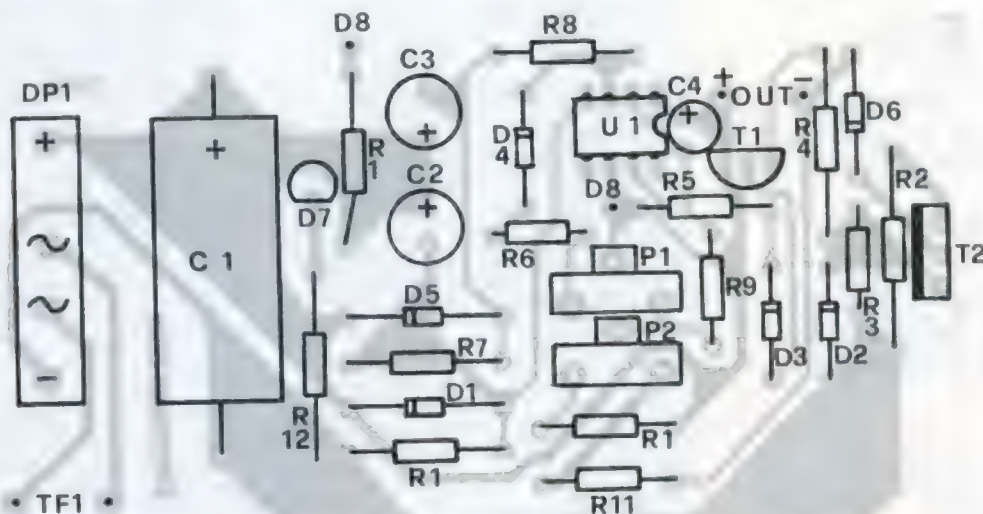 D8
R8
C3
DP1
+
C4
+ OUT -
D6
+
+
+
U1
+
T1
R
4
D
4
R
1
C2
D8
R5
R2
D7
+
~
R6
P1
T2
C1
R9
R
3
~
D5
P2
R7
D3
D2
-
D1
R
12
R1
R1
R11
• TF1 •